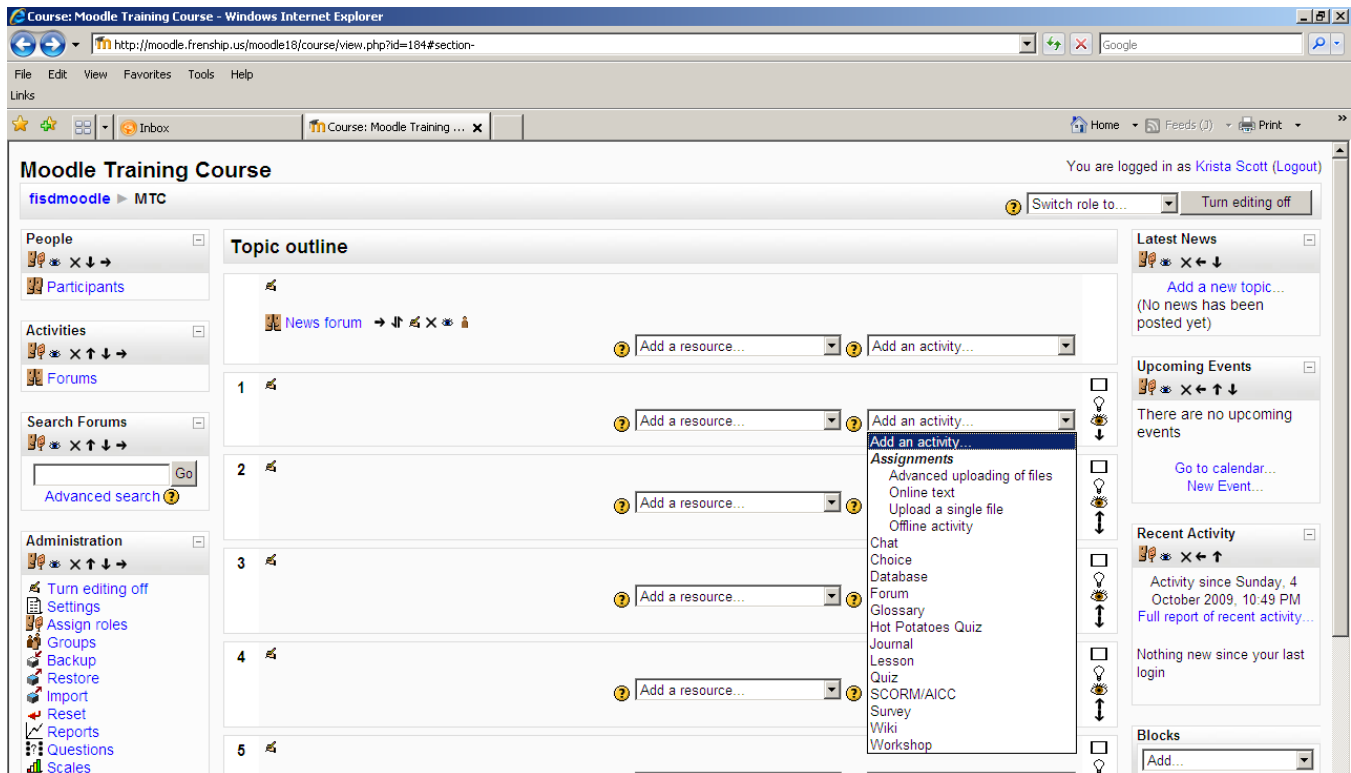 Course: Moodle Training Course - Windows Internet Explorer
http://moodle.frenship.us/moodle18/course/view.php?id=184#section-
Google
File Edit View Favorites Tools Help
Links
Inbox
Course: Moodle Training ...
Home Feeds (J) Print
Moodle Training Course
You are logged in as Krista Scott (Logout)
fisdmoodle ► MTC
Switch role to...
Turn editing off
People
Participants
Activities
Forums
Search Forums
Go
Advanced search
Administration
Turn editing off
Settings
Assign roles
Groups
Backup
Restore
Import
Reset
Reports
Questions
Scales
Topic outline
News forum
Add a resource... Add an activity...
1
Add a resource... Add an activity...
Add an activity...
Assignments
Advanced uploading of files
Online text
Upload a single file
Offline activity
Chat
Choice
Database
Forum
Glossary
Hot Potatoes Quiz
Journal
Lesson
Quiz
SCORM/AICC
Survey
Wiki
Workshop
2
Add a resource...
3
Add a resource...
4
Add a resource...
5
Latest News
Add a new topic...
(No news has been
posted yet)
Upcoming Events
There are no upcoming
events
Go to calendar...
New Event...
Recent Activity
Activity since Sunday, 4
October 2009, 10:49 PM
Full report of recent activity...
Nothing new since your last
login
Blocks
Add...